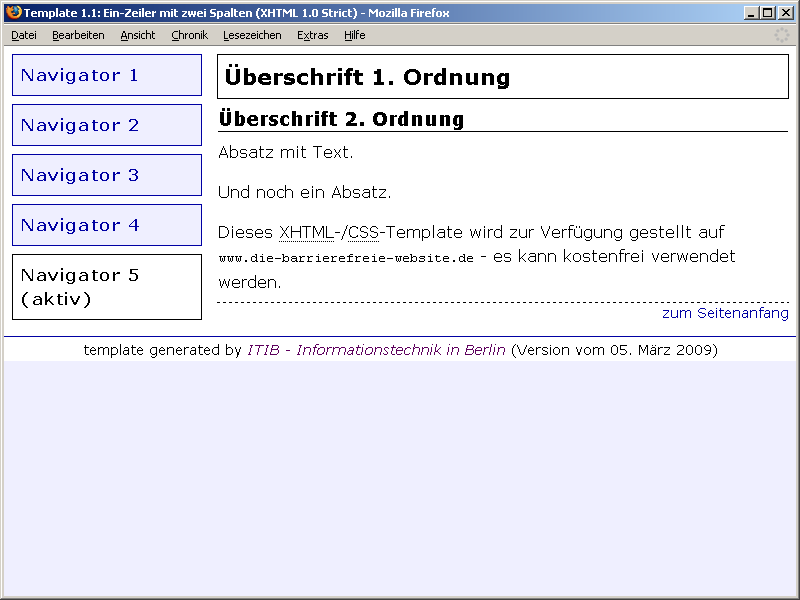 Template 1.1: Ein-Zeiler mit zwei Spalten (XHTML 1.0 Strict) - Mozilla Firefox
Datei Bearbeiten Ansicht Chronik Lesezeichen Extras Hilfe
Navigator 1
Navigator 2
Navigator 3
Navigator 4
Navigator 5
(aktiv)
Überschrift 1. Ordnung
Überschrift 2. Ordnung
Absatz mit Text.
Und noch ein Absatz.
Dieses XHTML-/CSS-Template wird zur Verfügung gestellt auf
www.die-barrierefreie-website.de - es kann kostenfrei verwendet
werden.
zum Seitenanfang
template generated by ITIB - Informationstechnik in Berlin (Version vom 05. März 2009)